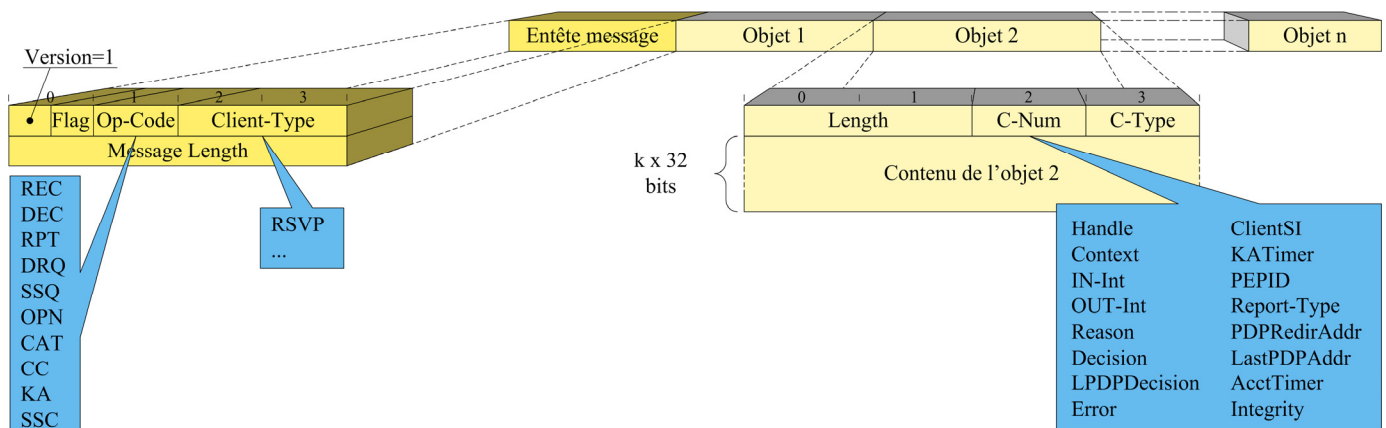 Entête message Objet 1 Objet 2 Objet n
Version=1
0 1 2 3
Flag Op-Code Client-Type
Message Length
REC
DEC
RPT
DRQ
SSQ
OPN
CAT
CC
KA
SSC
RSVP
...
0 1 2 3
Length C-Num C-Type
k x 32
bits
Contenu de l'objet 2
Handle ClientSI
Context KATimer
IN-Int PEPID
OUT-Int Report-Type
Reason PDPRedirAddr
Decision LastPDPAddr
LPDPDecision AcctTimer
Error Integrity